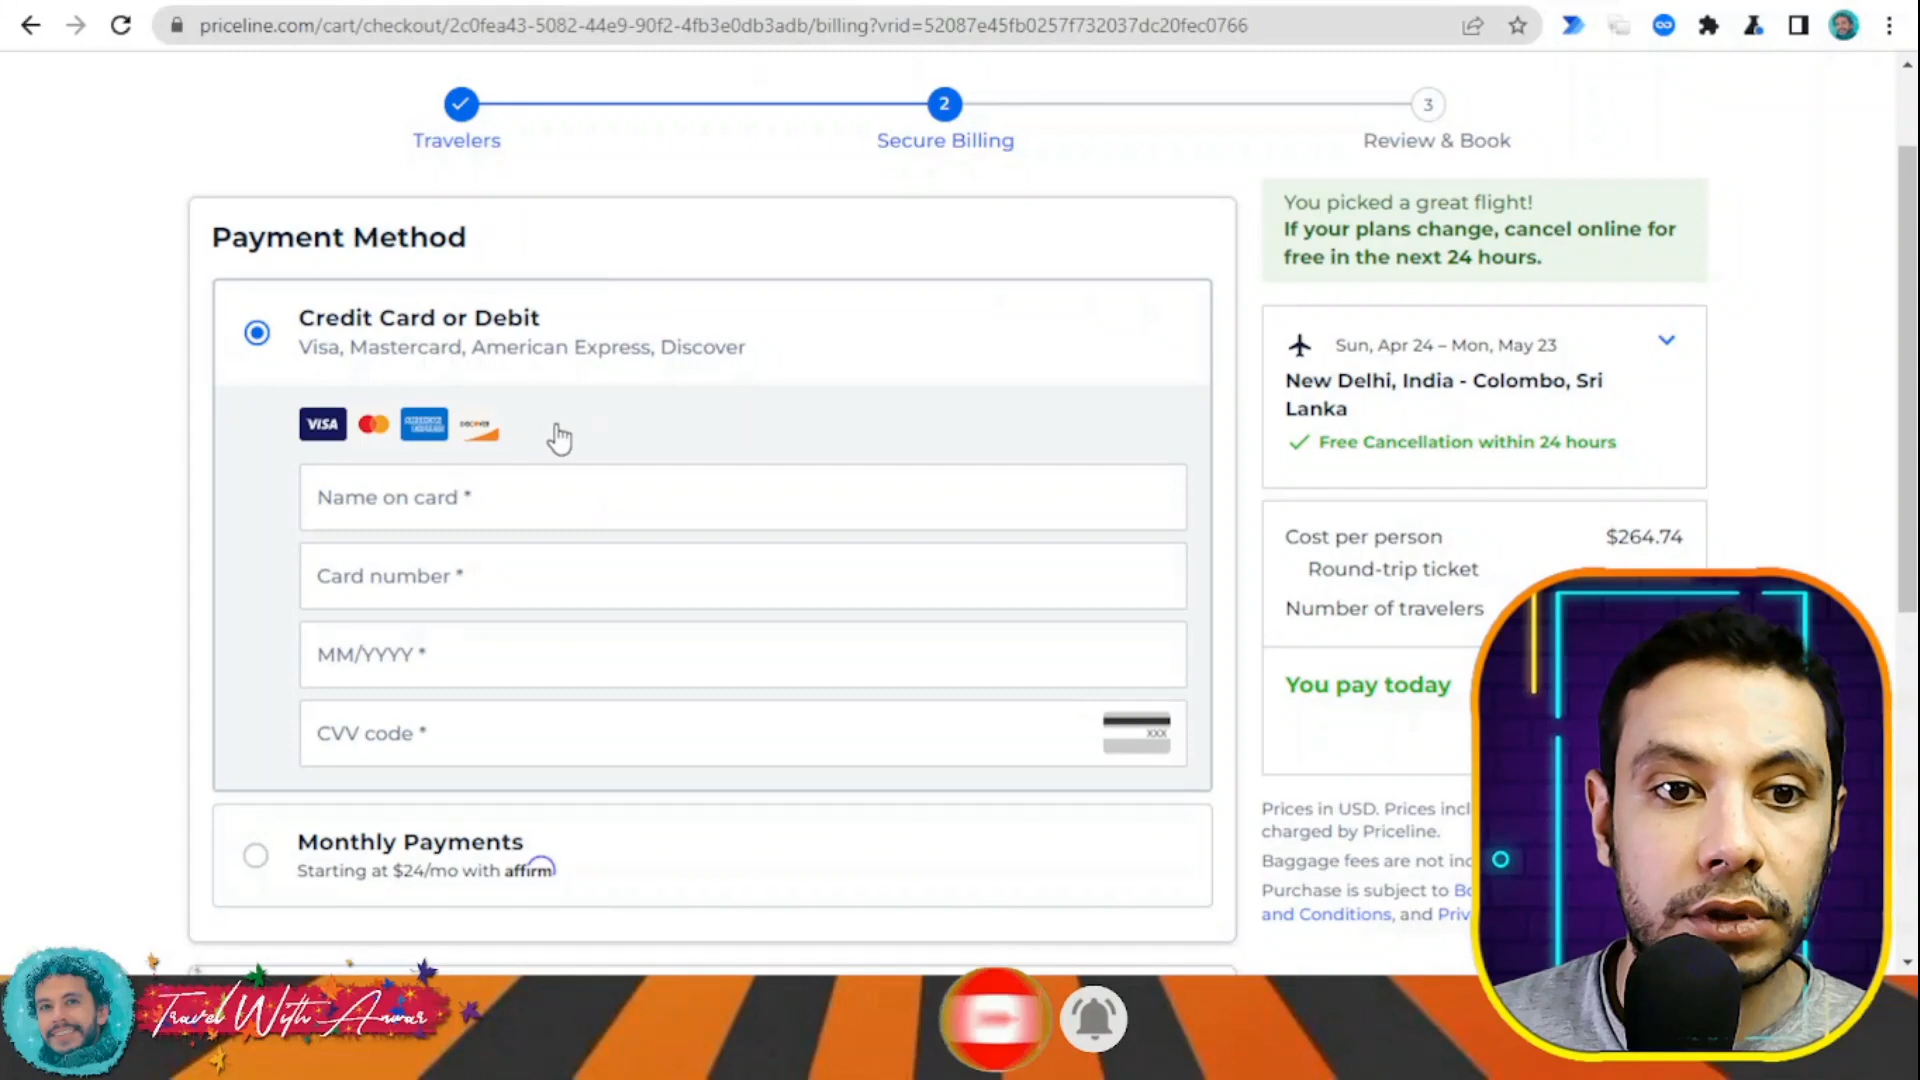 priceline.com/cart/checkout/2c0fea43-5082-44e9-90f2-4fb3e0db3adb/billing?vrid=52087e45fb0257f732037dc20fec0766
2
3
Travelers
Secure Billing
Review & Book
Payment Method
Credit Card or Debit
Visa, Mastercard, American Express, Discover
VISA
AMERICAN EXPRESS
DISCOVER
Name on card *
Card number *
MM/YYYY *
CVV code *
XXX
Monthly Payments
Starting at $24/mo with affirm
You picked a great flight!
If your plans change, cancel online for
free in the next 24 hours.
Sun, Apr 24 – Mon, May 23
New Delhi, India - Colombo, Sri
Lanka
Free Cancellation within 24 hours
Cost per person $264.74
Round-trip ticket
Number of travelers
You pay today
Prices in USD. Prices incl
charged by Priceline.
Baggage fees are not inc
Purchase is subject to Bo
and Conditions, and Priv
Travel With Anwar